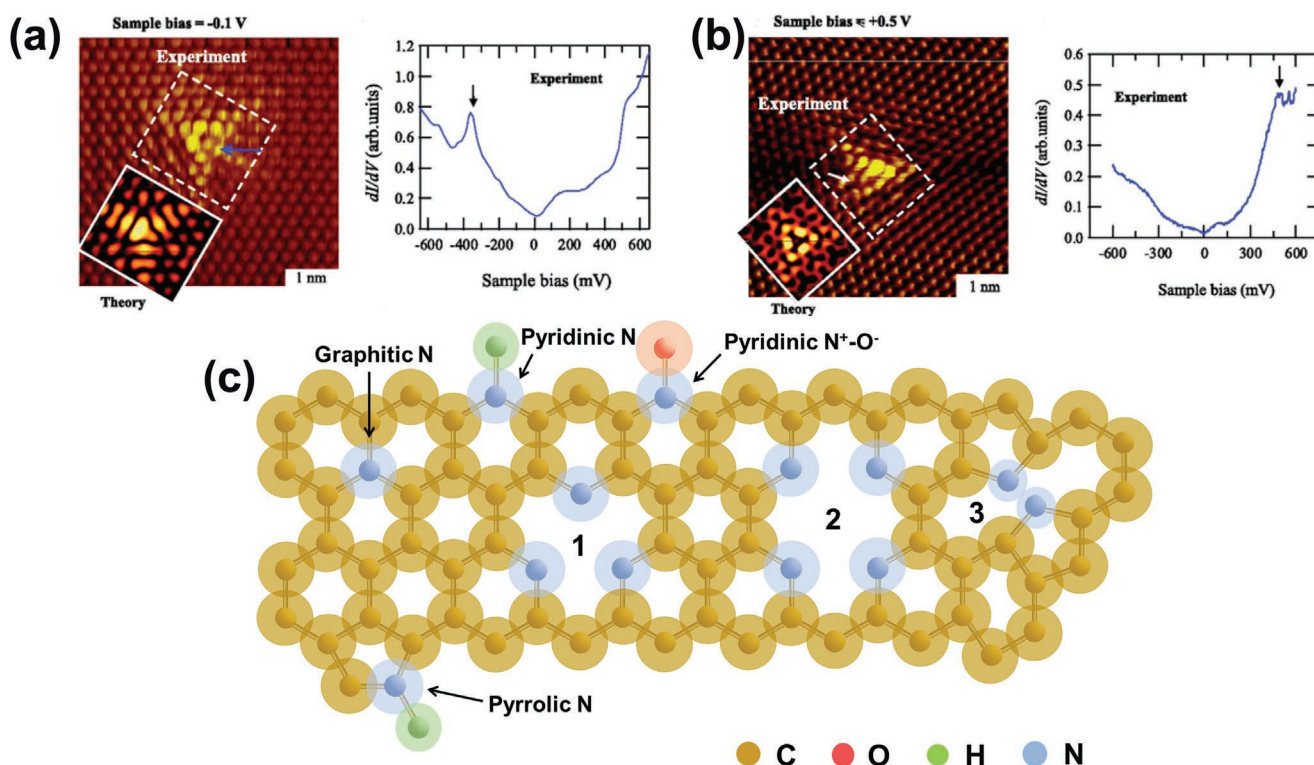 (a)
Sample bias = -0.1 V
Experiment
Theory
1 nm
dI/dV (arb.units)
1.2
1.0
0.8
0.6
0.4
0.2
0.0
Experiment
-600 -400 -200 0 200 400 600
Sample bias (mV)
(b)
Sample bias = +0.5 V
Experiment
Theory
1 nm
dI/dV (arb.units)
0.6
0.5
0.4
0.3
0.2
0.1
0.0
Experiment
-600 -300 0 300 600
Sample bias (mV)
(c)
Graphitic N
Pyridinic N
Pyridinic N⁺-O⁻
1
2
3
Pyrrolic N
C O H N